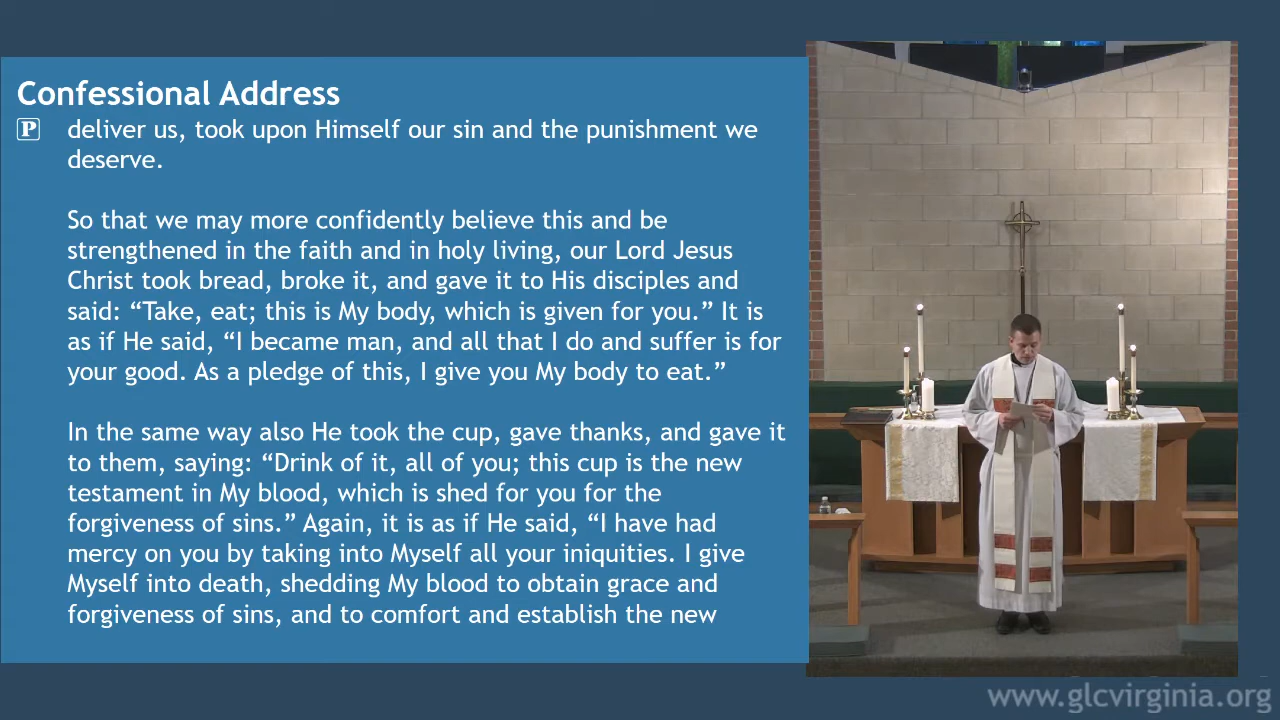 Confessional Address
P deliver us, took upon Himself our sin and the punishment we
deserve.
So that we may more confidently believe this and be
strengthened in the faith and in holy living, our Lord Jesus
Christ took bread, broke it, and gave it to His disciples and
said: “Take, eat; this is My body, which is given for you.” It is
as if He said, “I became man, and all that I do and suffer is for
your good. As a pledge of this, I give you My body to eat.”
In the same way also He took the cup, gave thanks, and gave it
to them, saying: “Drink of it, all of you; this cup is the new
testament in My blood, which is shed for you for the
forgiveness of sins.” Again, it is as if He said, “I have had
mercy on you by taking into Myself all your iniquities. I give
Myself into death, shedding My blood to obtain grace and
forgiveness of sins, and to comfort and establish the new
www.glcvirginia.org